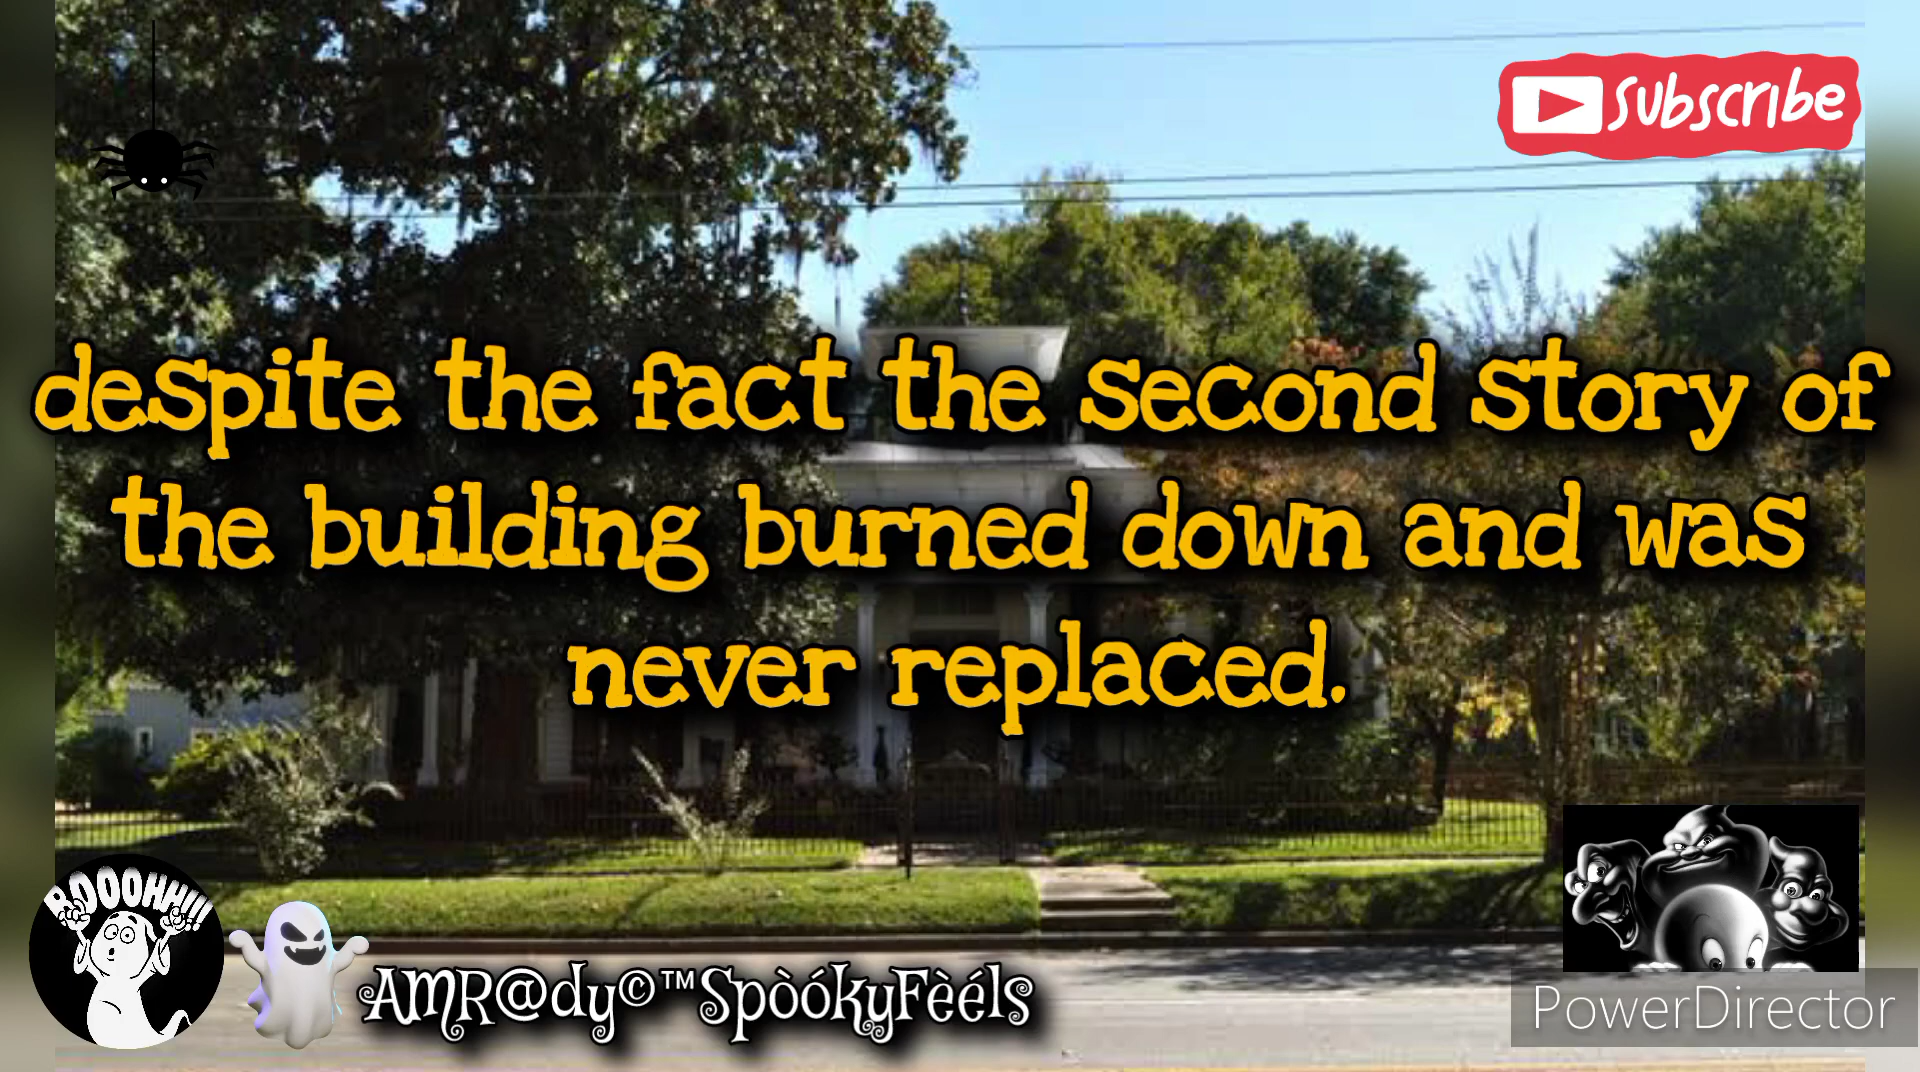 Subscribe
despite the fact the second story of
the building burned down and was
never replaced.
BOOOHH!!!
AMR@dy©™SpòókyFèéls
PowerDirector